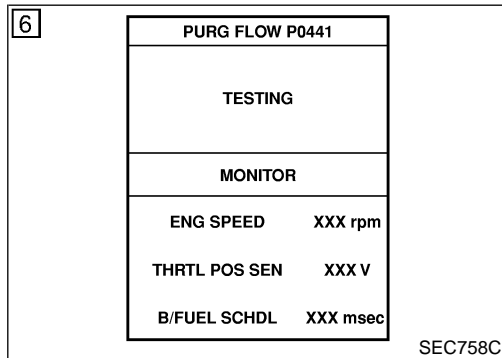 6
PURG FLOW P0441
TESTING
MONITOR
ENG SPEED XXX rpm
THRTL POS SEN XXX V
B/FUEL SCHDL XXX msec
SEC758C